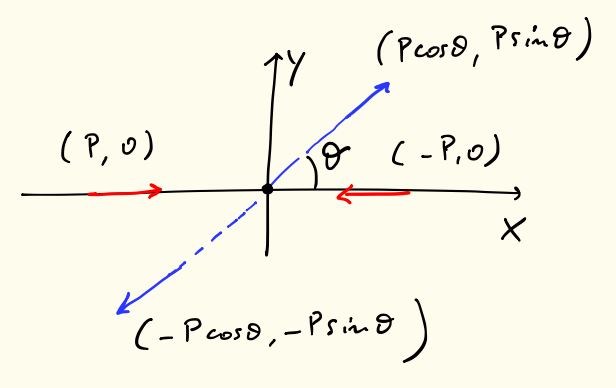 (Pcosθ, Psinθ)
y
(P, 0)
θ
(-P, 0)
x
(-Pcosθ, -Psinθ)